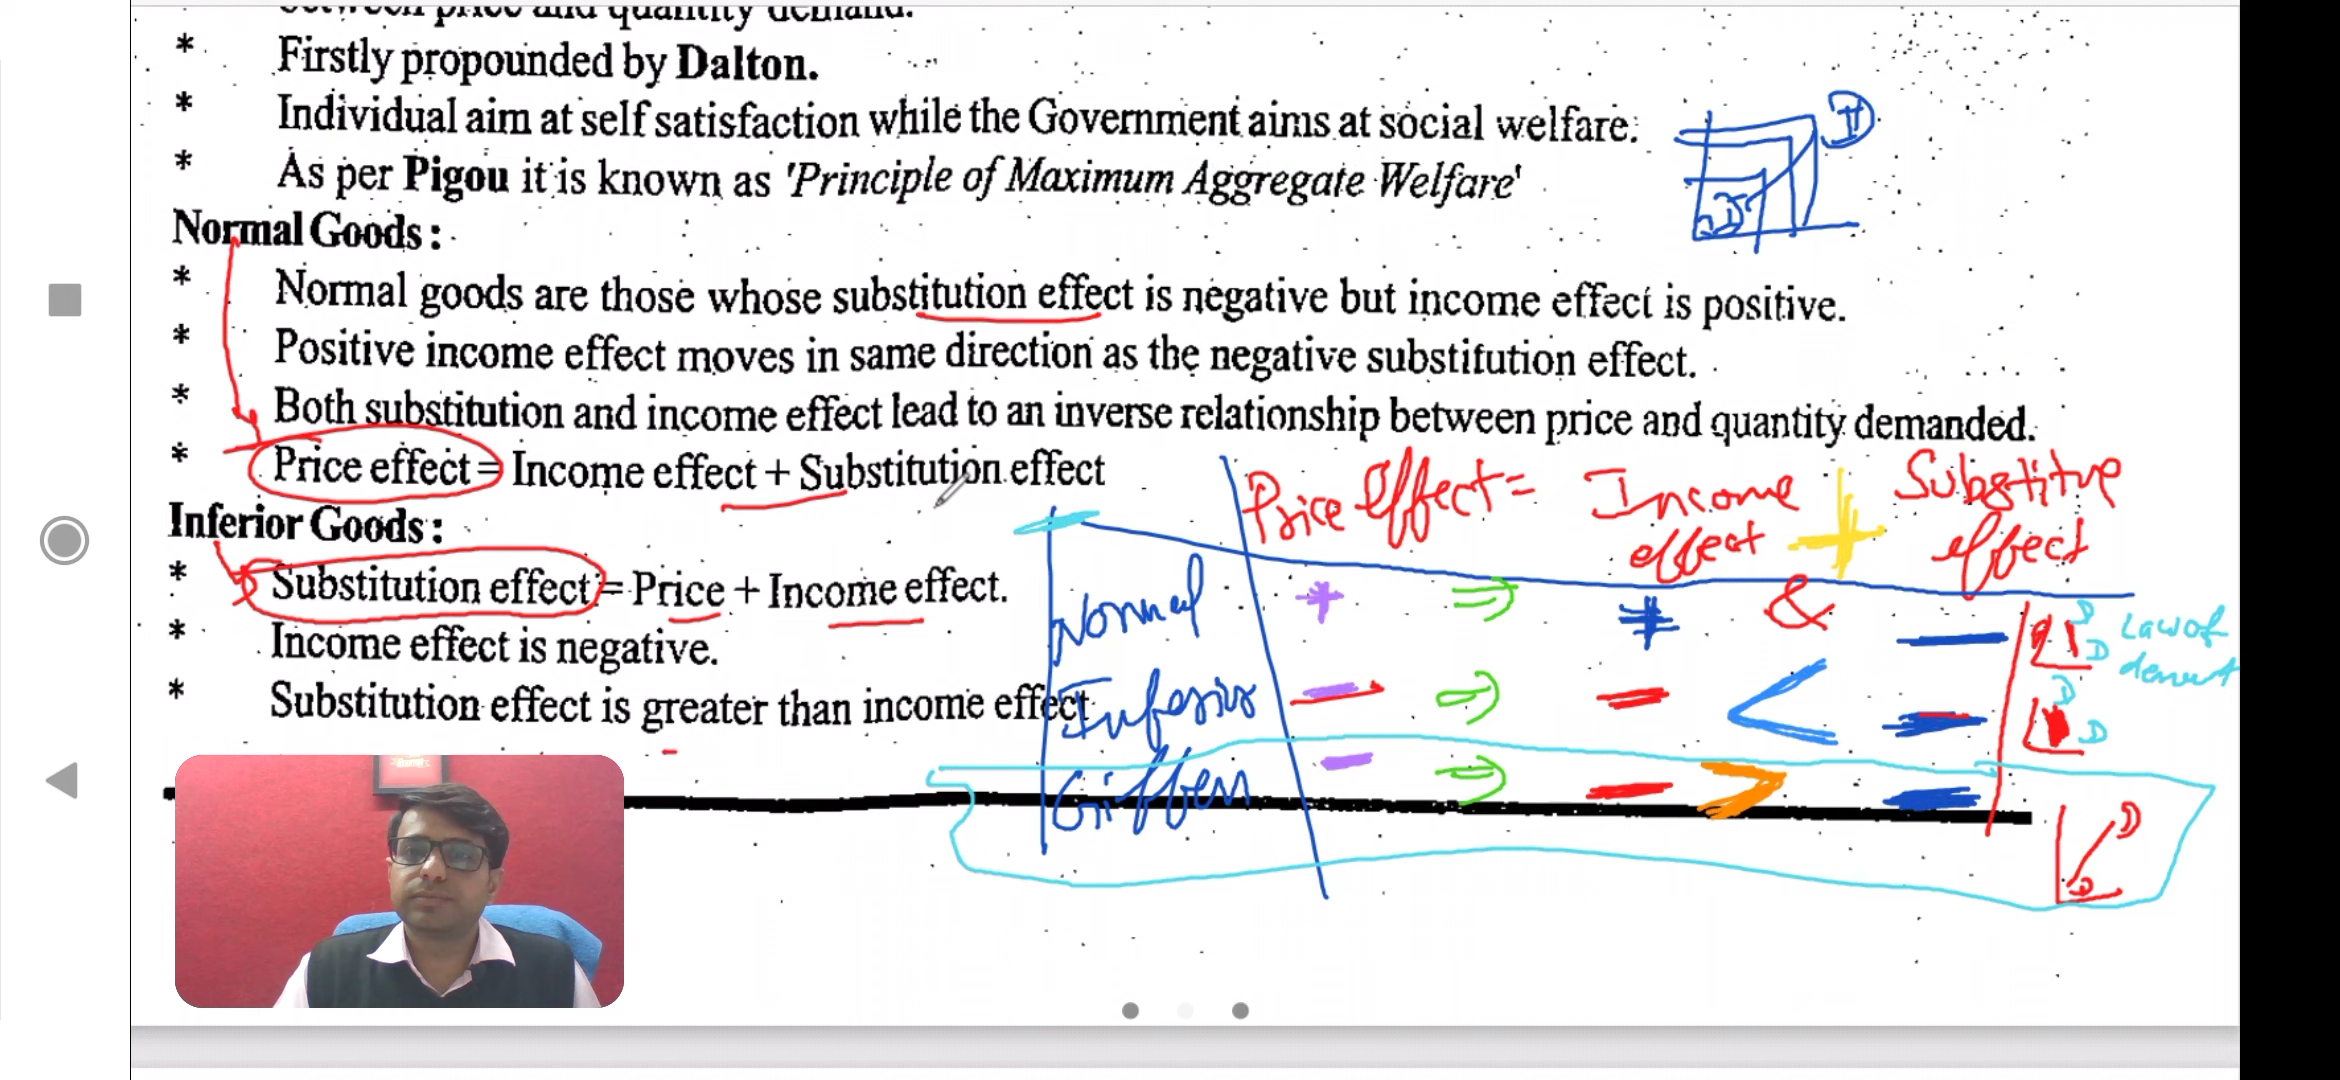 between price and quantity demand.
* Firstly propounded by Dalton.
* Individual aim at self satisfaction while the Government aims at social welfare.
* As per Pigou it is known as 'Principle of Maximum Aggregate Welfare'
Normal Goods :
* Normal goods are those whose substitution effect is negative but income effect is positive.
* Positive income effect moves in same direction as the negative substitution effect.
* Both substitution and income effect lead to an inverse relationship between price and quantity demanded.
* Price effect = Income effect + Substitution effect
Inferior Goods :
* Substitution effect = Price + Income effect.
* Income effect is negative.
* Substitution effect is greater than income effect
Price Effect = Income effect + Substitive effect
Normal + ⇒ + & - D D Law of
Inferior - ⇒ - < - D D
Giffen - ⇒ - > - D D